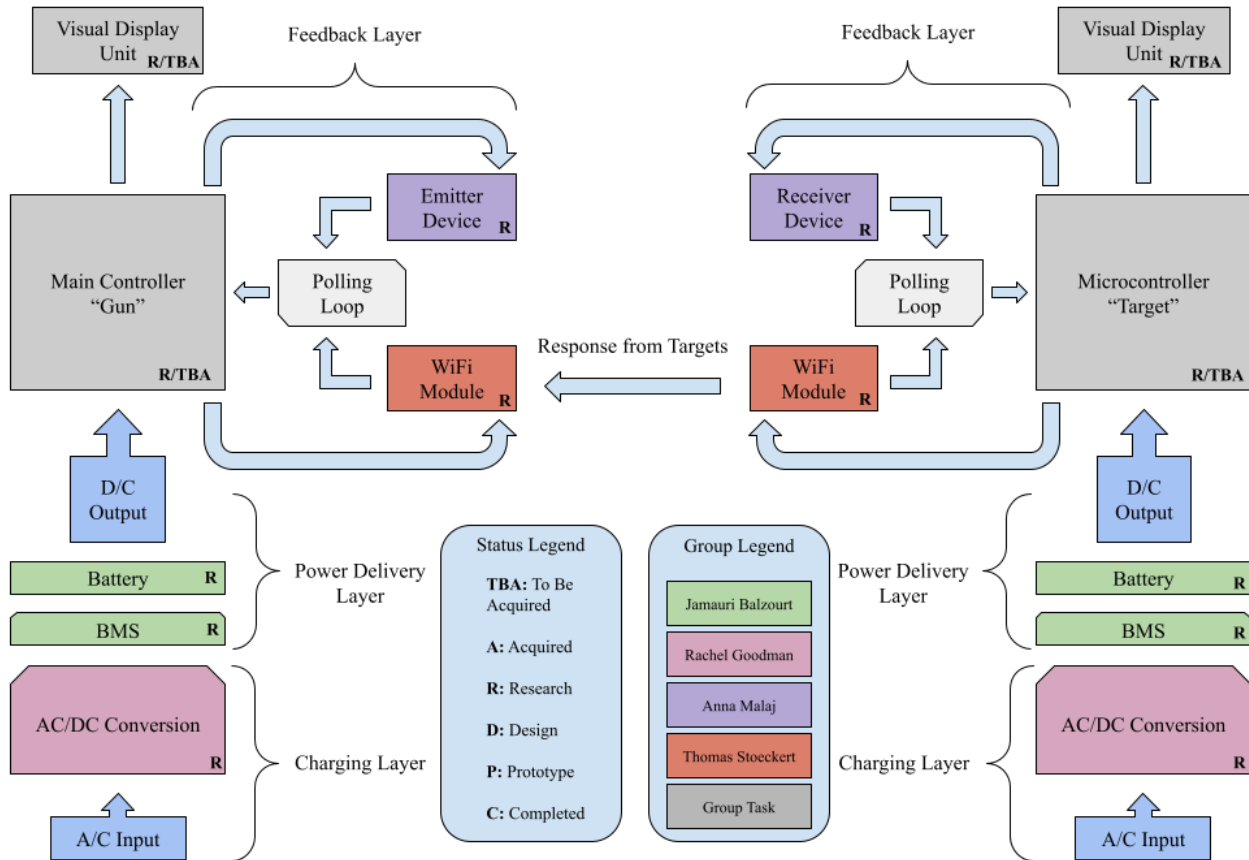 Visual Display
Unit
R/TBA
Feedback Layer
Feedback Layer
Visual Display
Unit
R/TBA
Emitter
Device
R
Receiver
Device
R
Main Controller
“Gun”
R/TBA
Polling
Loop
Polling
Loop
Microcontroller
“Target”
R/TBA
WiFi
Module
R
Response from Targets
WiFi
Module
R
D/C
Output
D/C
Output
Battery
R
BMS
R
Power Delivery
Layer
Power Delivery
Layer
Battery
R
BMS
R
AC/DC Conversion
R
Charging Layer
Charging Layer
AC/DC Conversion
R
A/C Input
A/C Input
Status Legend
TBA: To Be
Acquired
A: Acquired
R: Research
D: Design
P: Prototype
C: Completed
Group Legend
Jamauri Balzourt
Rachel Goodman
Anna Malaj
Thomas Stoeckert
Group Task